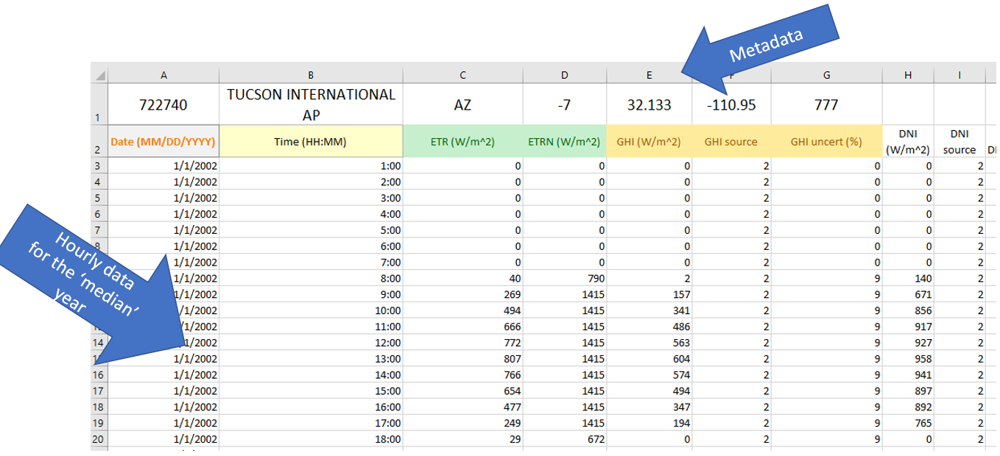 Metadata
A B C D E F G H I
1 722740 TUCSON INTERNATIONAL AP AZ -7 32.133 -110.95 777
2 Date (MM/DD/YYYY) Time (HH:MM) ETR (W/m^2) ETRN (W/m^2) GHI (W/m^2) GHI source GHI uncert (%) DNI (W/m^2) DNI source
3 1/1/2002 1:00 0 0 0 2 0 0 2
4 1/1/2002 2:00 0 0 0 2 0 0 2
5 1/1/2002 3:00 0 0 0 2 0 0 2
6 1/1/2002 4:00 0 0 0 2 0 0 2
7 1/1/2002 5:00 0 0 0 2 0 0 2
8 1/1/2002 6:00 0 0 0 2 0 0 2
1/1/2002 7:00 0 0 0 2 0 0 2
1/1/2002 8:00 40 790 2 2 9 140 2
1/1/2002 9:00 269 1415 157 2 9 671 2
1/1/2002 10:00 494 1415 341 2 9 856 2
1/1/2002 11:00 666 1415 486 2 9 917 2
14 1/1/2002 12:00 772 1415 563 2 9 927 2
1/1/2002 13:00 807 1415 604 2 9 958 2
16 1/1/2002 14:00 766 1415 574 2 9 941 2
17 1/1/2002 15:00 654 1415 494 2 9 897 2
18 1/1/2002 16:00 477 1415 347 2 9 892 2
19 1/1/2002 17:00 249 1415 194 2 9 765 2
20 1/1/2002 18:00 29 672 0 2 9 0 2
Hourly data
for the ‘median’
year